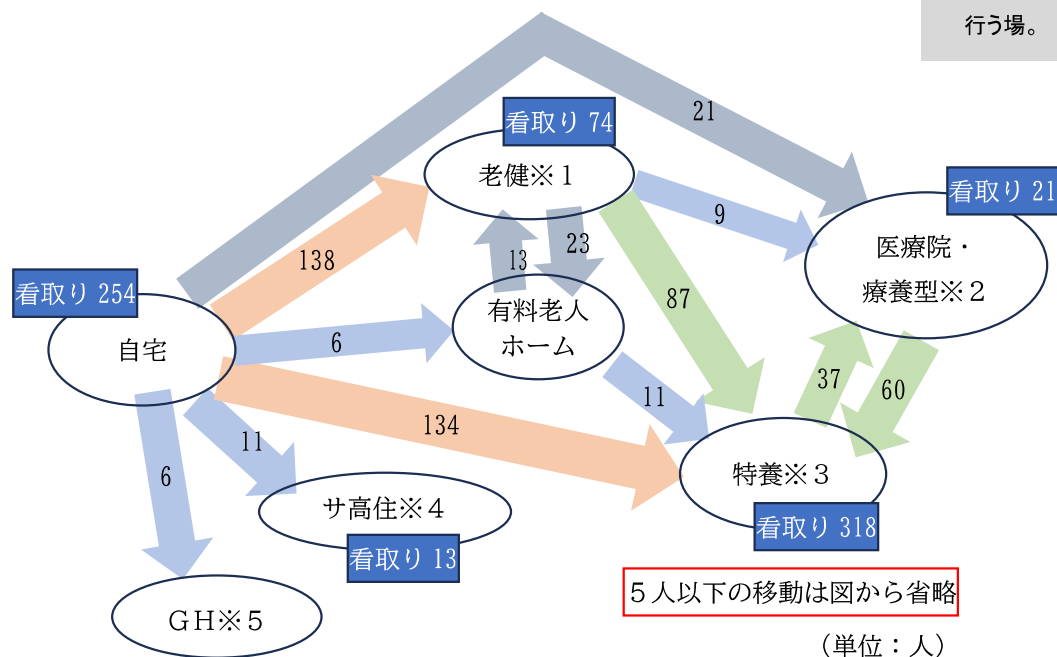 行う場。
21
看取り 74
老健※1
看取り 21
9
医療院・
療養型※2
138
13
23
看取り 254
自宅
6
有料老人
ホーム
87
37
60
11
134
11
6
特養※3
サ高住※4
看取り 318
看取り 13
5人以下の移動は図から省略
GH※5
（単位：人）